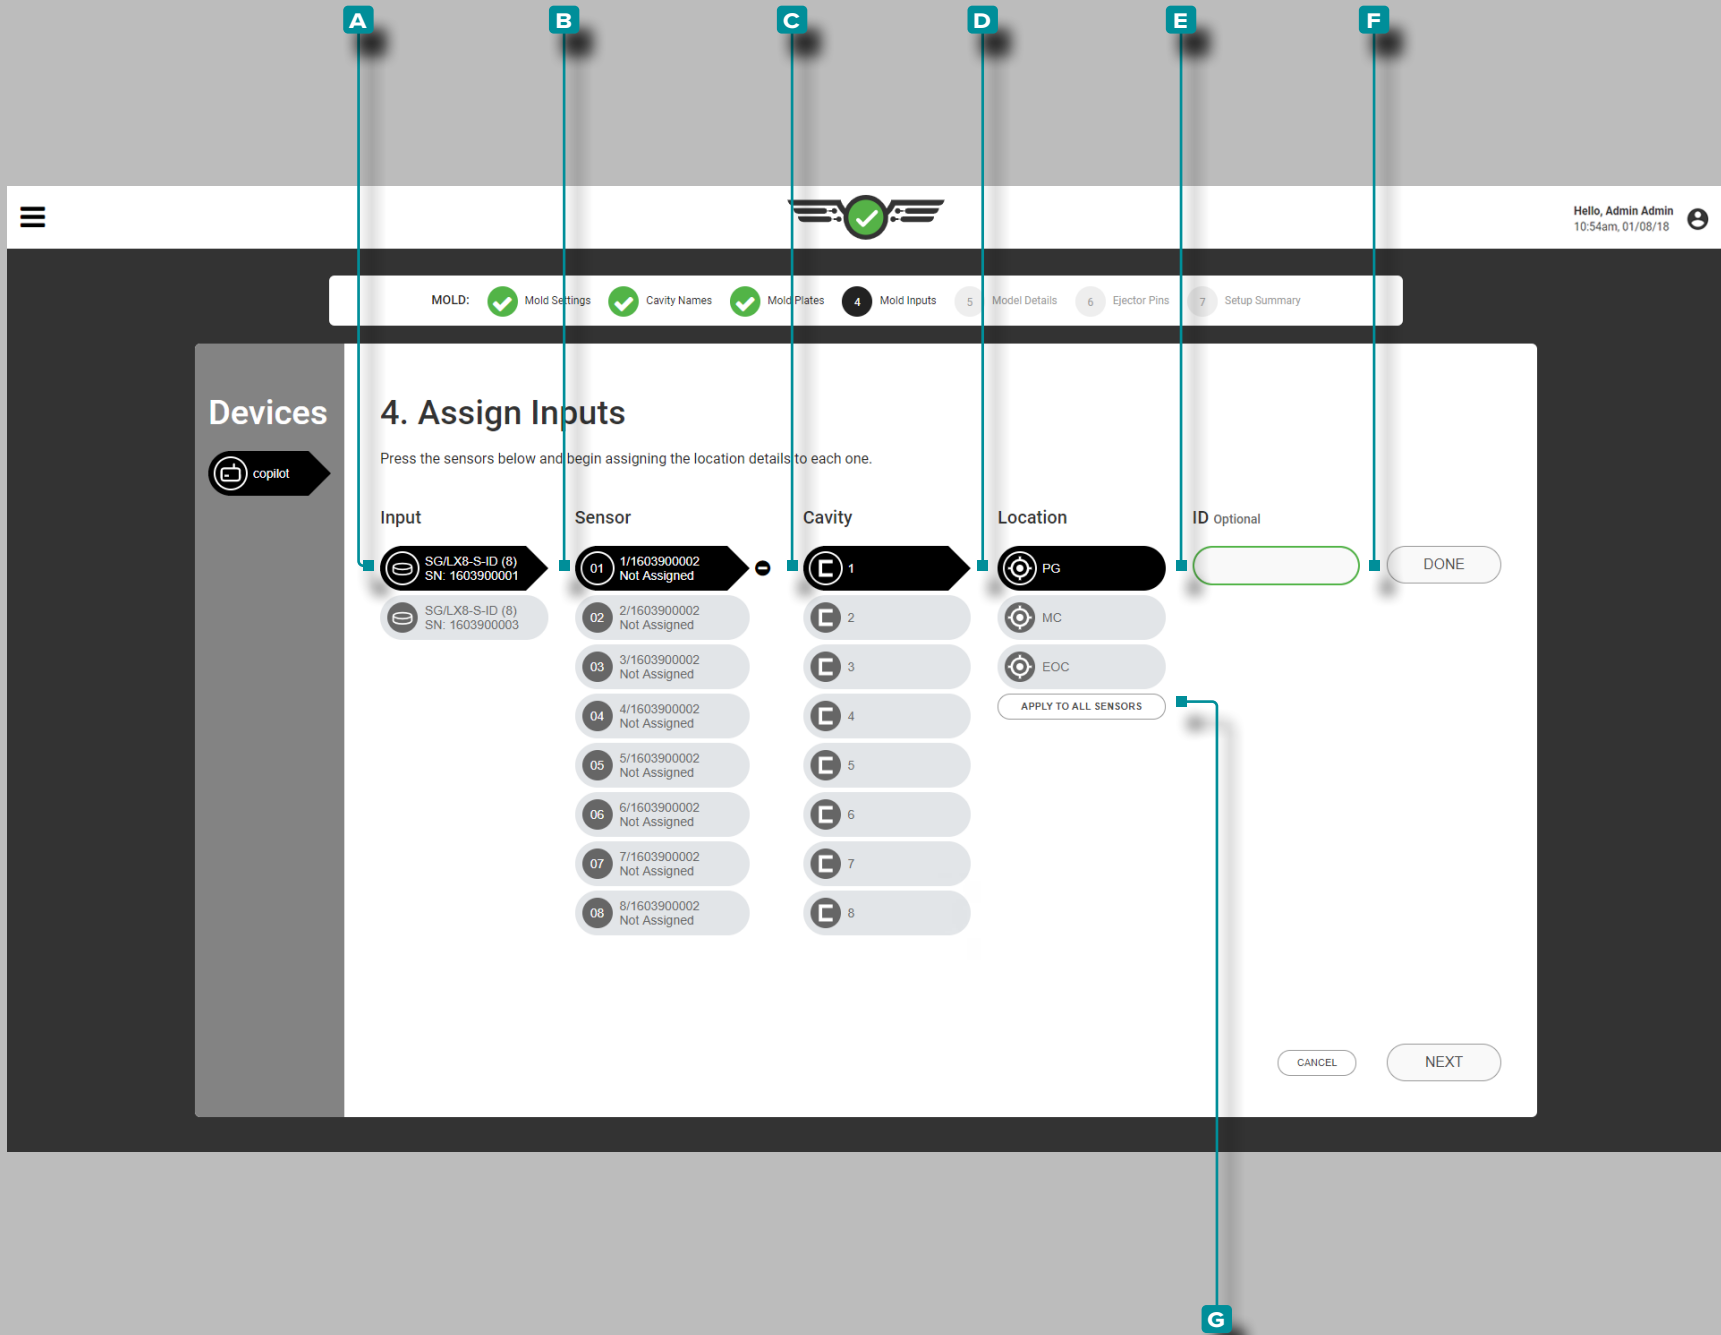 A B C D E F
Hello, Admin Admin
10:54am, 01/08/18
MOLD: Mold Settings Cavity Names Mold Plates 4 Mold Inputs 5 Model Details 6 Ejector Pins 7 Setup Summary
Devices
copilot
4. Assign Inputs
Press the sensors below and begin assigning the location details to each one.
Input
SG/LX8-S-ID (8)
SN: 1603900001
SG/LX8-S-ID (8)
SN: 1603900003
Sensor
01 1/1603900002
Not Assigned
02 2/1603900002
Not Assigned
03 3/1603900002
Not Assigned
04 4/1603900002
Not Assigned
05 5/1603900002
Not Assigned
06 6/1603900002
Not Assigned
07 7/1603900002
Not Assigned
08 8/1603900002
Not Assigned
Cavity
1
2
3
4
5
6
7
8
Location
PG
MC
EOC
APPLY TO ALL SENSORS
ID Optional
DONE
CANCEL
NEXT
G